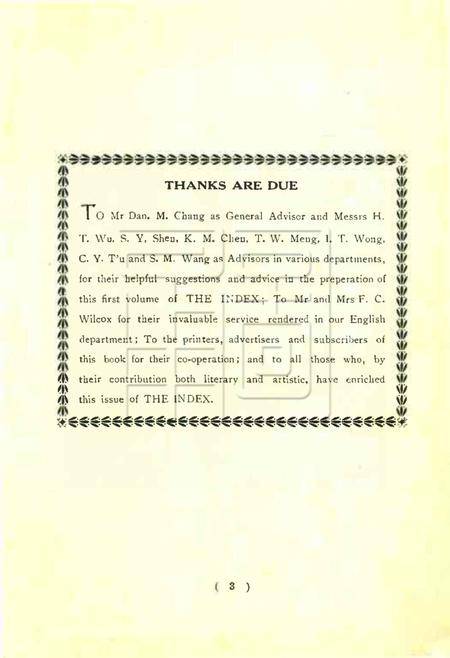 THANKS ARE DUE
TO Mr Dan. M. Chang as General Advisor and Messrs H.
T. Wu. S. Y. Shen, K. M. Chen, T. W. Meng, I. T. Wong,
C. Y. T'u and S. M. Wang as Advisors in various departments,
for their helpful suggestions and advice in the preperation of
this first volume of THE INDEX; To Mr and Mrs F. C.
Wilcox for their invaluable service rendered in our English
department; To the printers, advertisers and subscribers of
this book for their co-operation; and to all those who, by
their contribution both literary and artistic, have enriched
this issue of THE INDEX.
( 3 )